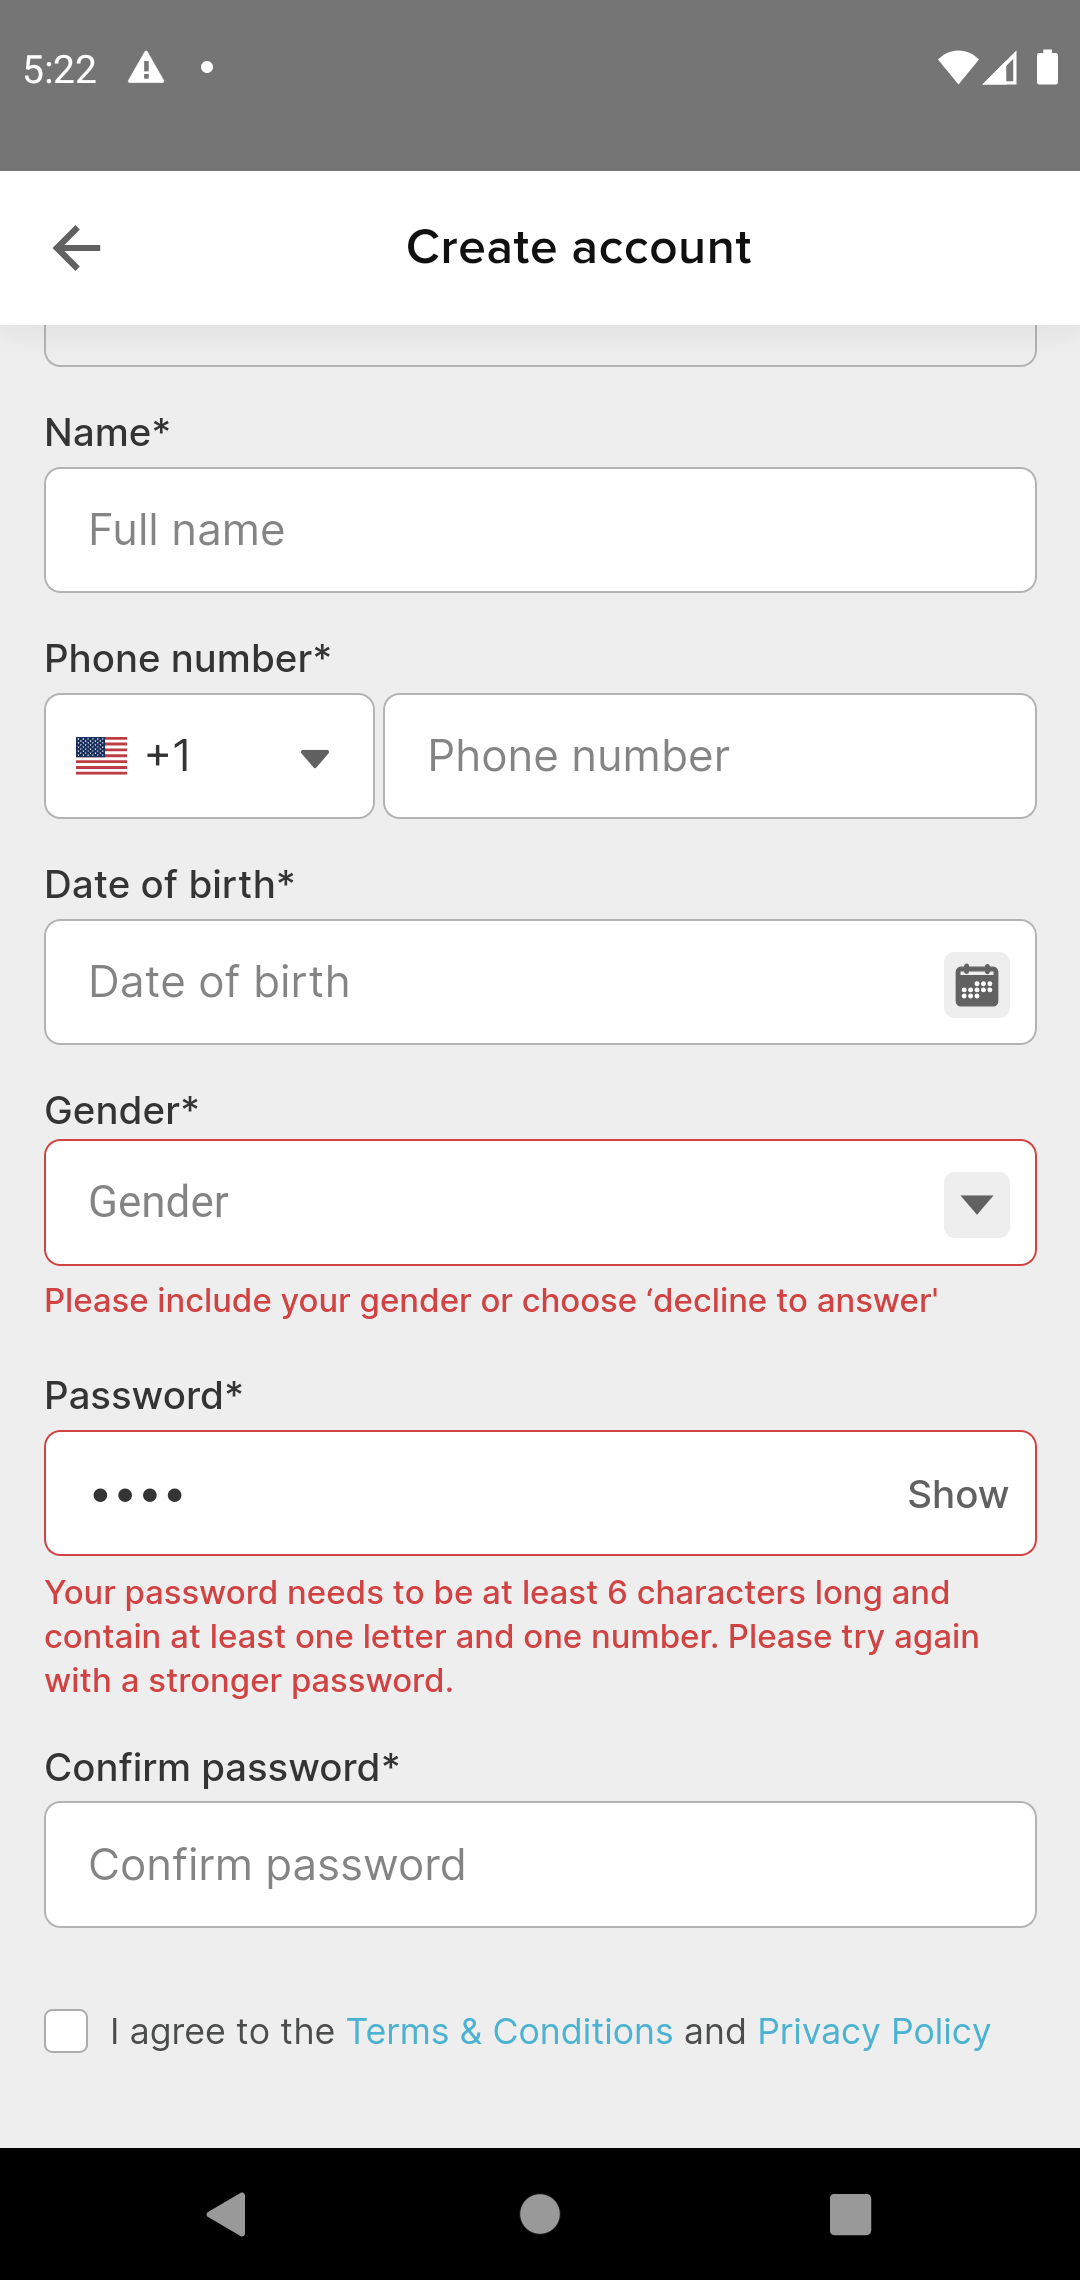 5:22
Create account
Name*
Full name
Phone number*
+1
Phone number
Date of birth*
Date of birth
Gender*
Gender
Please include your gender or choose ‘decline to answer'
Password*
••••
Show
Your password needs to be at least 6 characters long and
contain at least one letter and one number. Please try again
with a stronger password.
Confirm password*
Confirm password
I agree to the Terms & Conditions and Privacy Policy